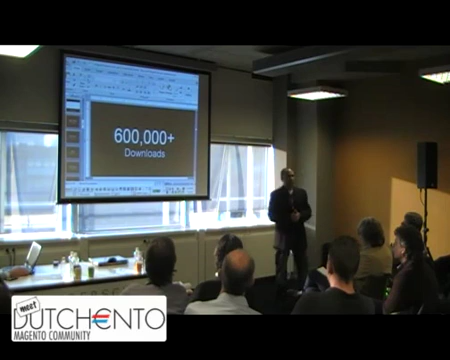 600,000+
Downloads
meet
DUTCHENTO
MAGENTO COMMUNITY